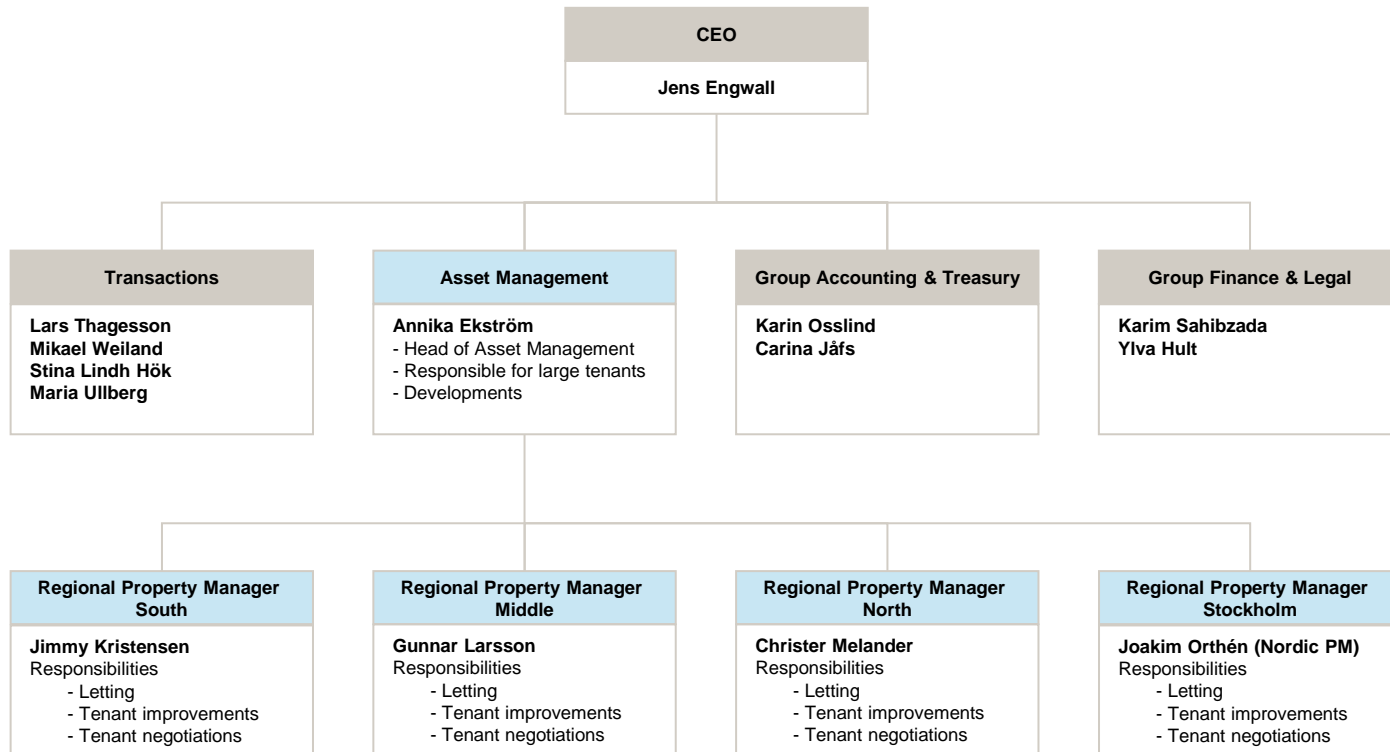 CEO
Jens Engwall
Transactions
Lars Thagesson
Mikael Weiland
Stina Lindh Hök
Maria Ullberg
Asset Management
Annika Ekström
- Head of Asset Management
- Responsible for large tenants
- Developments
Group Accounting & Treasury
Karin Osslind
Carina Jåfs
Group Finance & Legal
Karim Sahibzada
Ylva Hult
Regional Property Manager
South
Jimmy Kristensen
Responsibilities
- Letting
- Tenant improvements
- Tenant negotiations
Regional Property Manager
Middle
Gunnar Larsson
Responsibilities
- Letting
- Tenant improvements
- Tenant negotiations
Regional Property Manager
North
Christer Melander
Responsibilities
- Letting
- Tenant improvements
- Tenant negotiations
Regional Property Manager
Stockholm
Joakim Orthén (Nordic PM)
Responsibilities
- Letting
- Tenant improvements
- Tenant negotiations